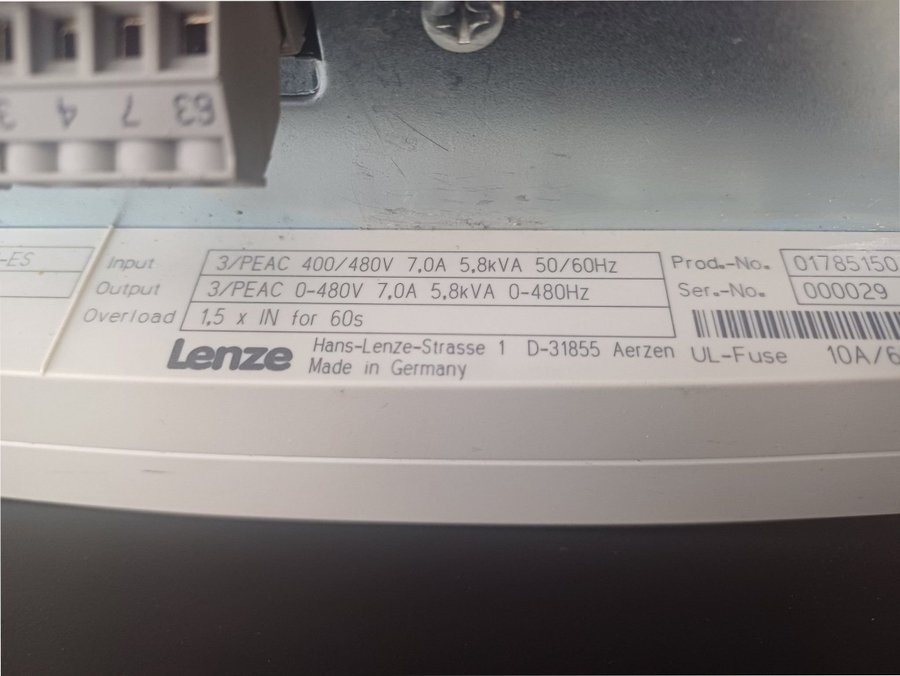 63
7
4
3
-ES
Input 3/PEAC 400/480V 7,0A 5,8kVA 50/60Hz
Output 3/PEAC 0-480V 7,0A 5,8kVA 0-480Hz
Overload 1,5 x IN for 60s
Lenze Hans-Lenze-Strasse 1 D-31855 Aerzen
Made in Germany
Prod.-No. 01785150
Ser.-No. 000029
UL-Fuse 10A/6